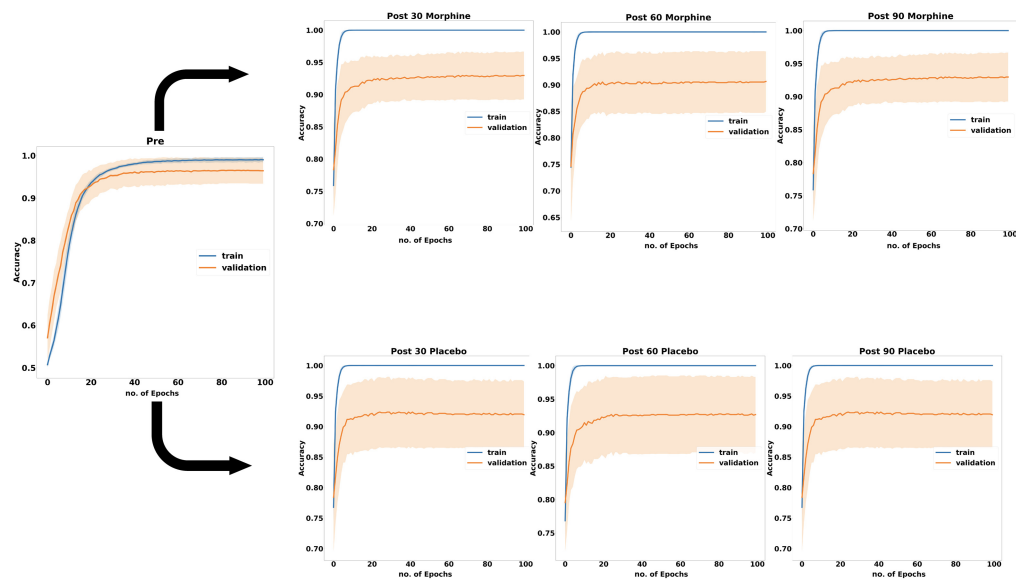 Pre
Accuracy
1.0
0.9
0.8
0.7
0.6
0.5
train
validation
0 20 40 60 80 100
no. of Epochs
Post 30 Morphine
Accuracy
1.00
0.95
0.90
0.85
0.80
0.75
0.70
train
validation
0 20 40 60 80 100
no. of Epochs
Post 60 Morphine
Accuracy
1.00
0.95
0.90
0.85
0.80
0.75
0.70
0.65
train
validation
0 20 40 60 80 100
no. of Epochs
Post 90 Morphine
Accuracy
1.00
0.95
0.90
0.85
0.80
0.75
0.70
train
validation
0 20 40 60 80 100
no. of Epochs
Post 30 Placebo
Accuracy
1.00
0.95
0.90
0.85
0.80
0.75
0.70
train
validation
0 20 40 60 80 100
no. of Epochs
Post 60 Placebo
Accuracy
1.00
0.95
0.90
0.85
0.80
0.75
train
validation
0 20 40 60 80 100
no. of Epochs
Post 90 Placebo
Accuracy
1.00
0.95
0.90
0.85
0.80
0.75
0.70
train
validation
0 20 40 60 80 100
no. of Epochs